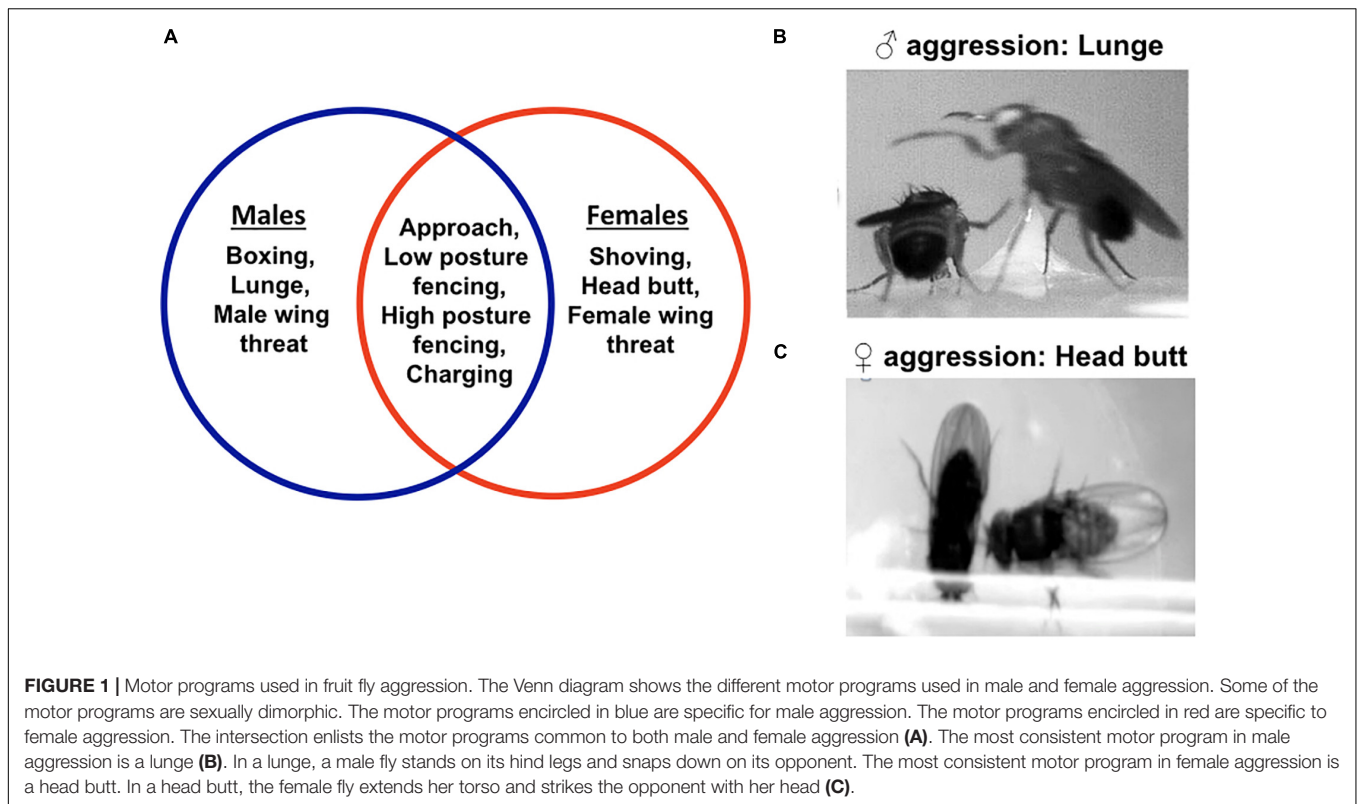 A
Males
Boxing,
Lunge,
Male wing
threat
Approach,
Low posture
fencing,
High posture
fencing,
Charging
Females
Shoving,
Head butt,
Female wing
threat
B
♂ aggression: Lunge
C
♀ aggression: Head butt
FIGURE 1 | Motor programs used in fruit fly aggression. The Venn diagram shows the different motor programs used in male and female aggression. Some of the
motor programs are sexually dimorphic. The motor programs encircled in blue are specific for male aggression. The motor programs encircled in red are specific to
female aggression. The intersection enlists the motor programs common to both male and female aggression (A). The most consistent motor program in male
aggression is a lunge (B). In a lunge, a male fly stands on its hind legs and snaps down on its opponent. The most consistent motor program in female aggression is
a head butt. In a head butt, the female fly extends her torso and strikes the opponent with her head (C).